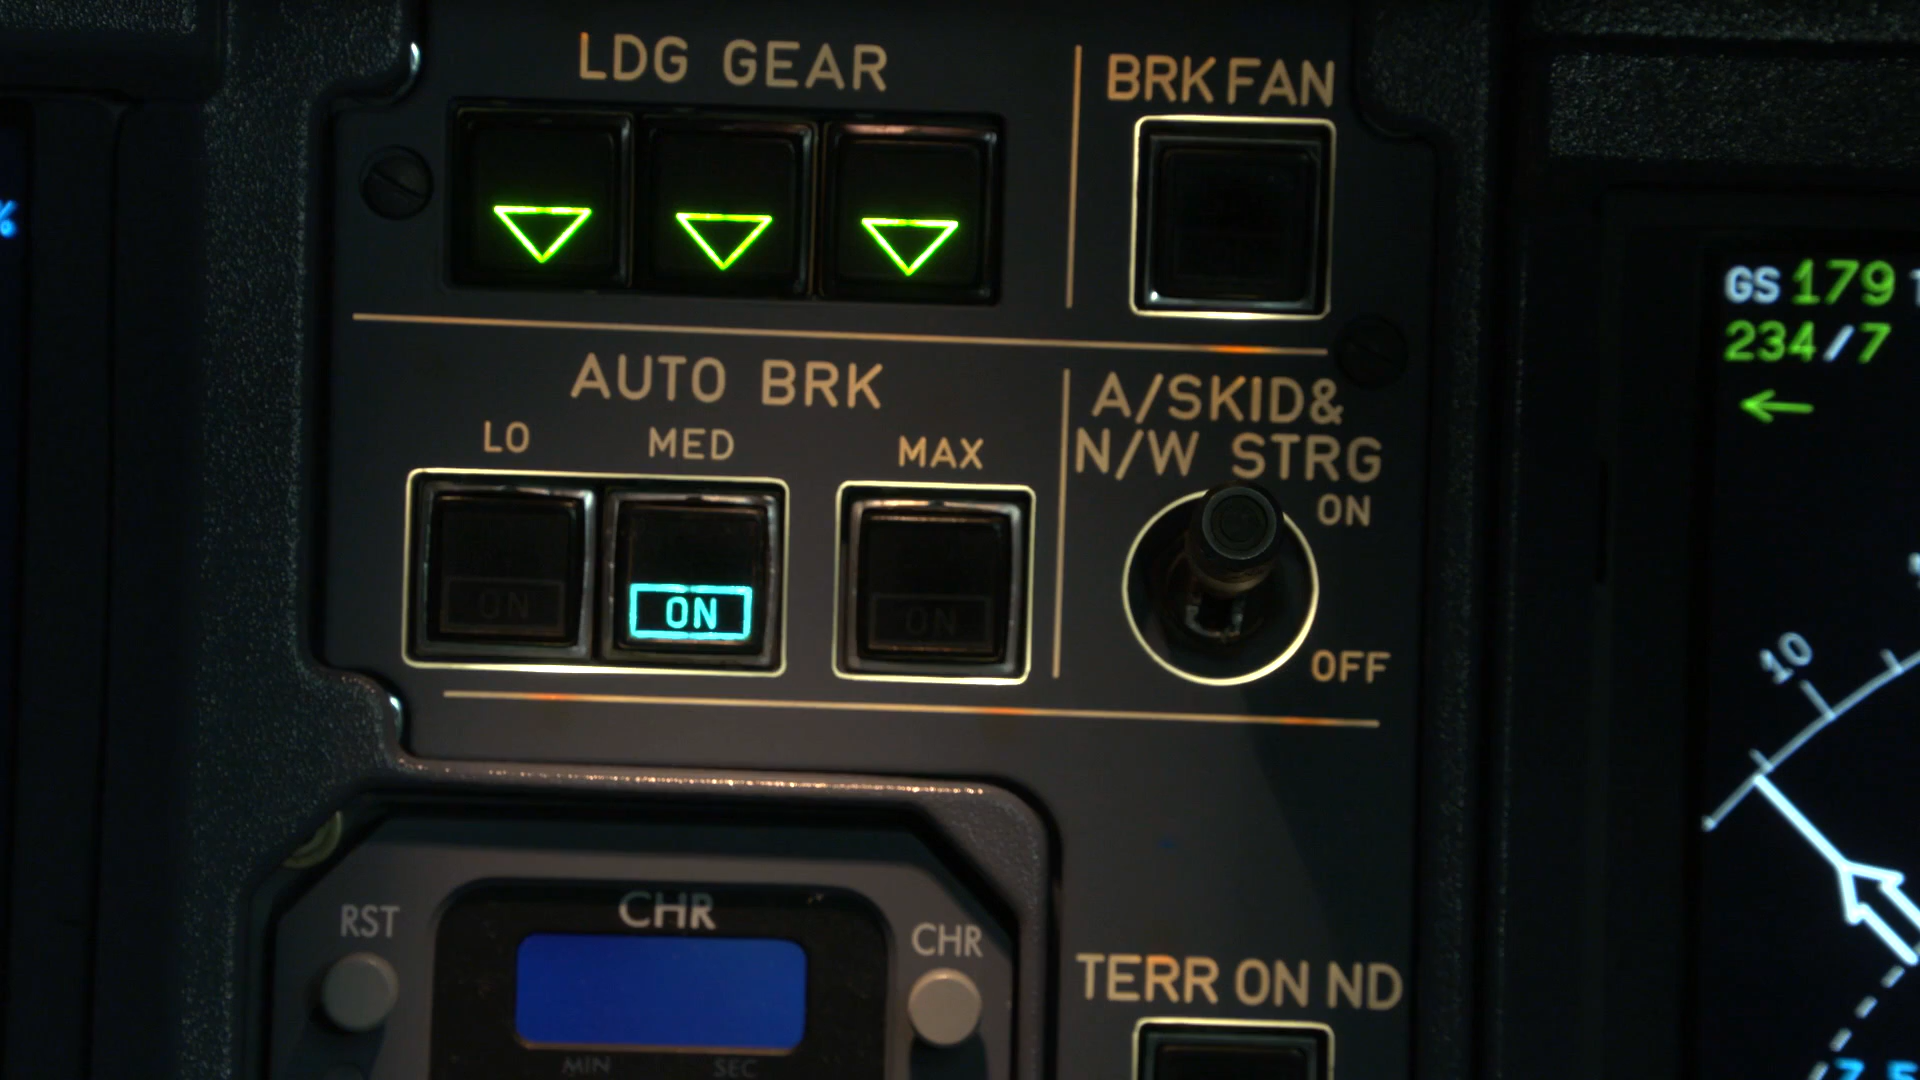 LDG GEAR
BRK FAN
%
GS 179
234/7
AUTO BRK
A/SKID&
N/W STRG
LO MED MAX
ON
OFF
ON ON ON
10
CHR
RST
CHR
MIN SEC
TERR ON ND